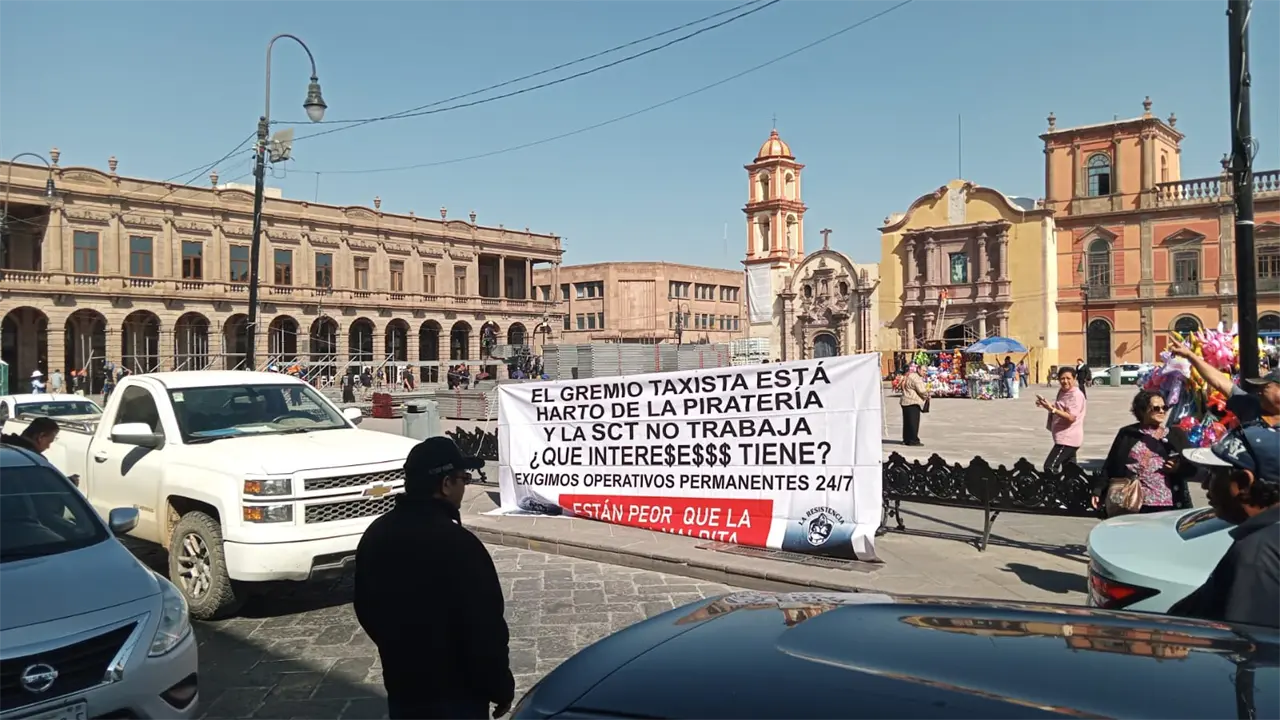 EL GREMIO TAXISTA ESTÁ
HARTO DE LA PIRATERÍA
Y LA SCT NO TRABAJA
¿QUE INTERE$E$$$ TIENE?
EXIGIMOS OPERATIVOS PERMANENTES 24/7
ESTÁN PEOR QUE LA
MALDITA
LA RESISTENCIA